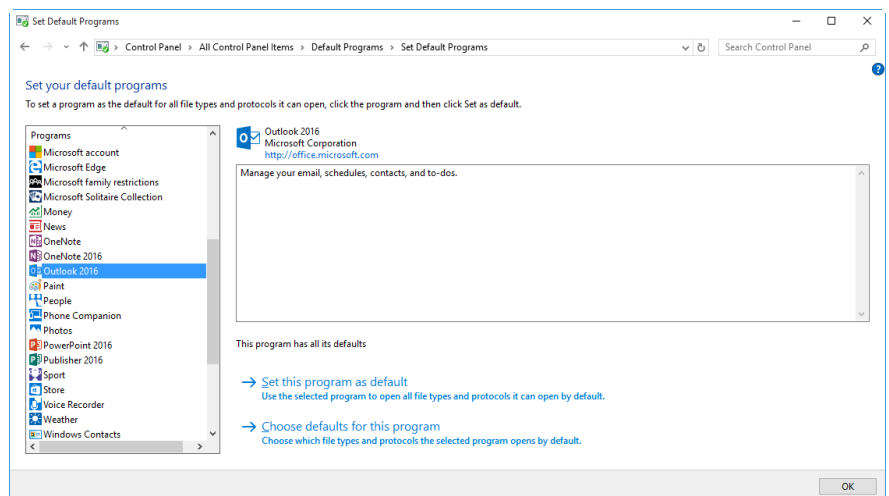 Set Default Programs
Control Panel > All Control Panel Items > Default Programs > Set Default Programs
Search Control Panel
Set your default programs
To set a program as the default for all file types and protocols it can open, click the program and then click Set as default.
Programs
Microsoft account
Microsoft Edge
Microsoft family restrictions
Microsoft Solitaire Collection
Money
News
OneNote
OneNote 2016
Outlook 2016
Paint
People
Phone Companion
Photos
PowerPoint 2016
Publisher 2016
Sport
Store
Voice Recorder
Weather
Windows Contacts
Outlook 2016
Microsoft Corporation
http://office.microsoft.com
Manage your email, schedules, contacts, and to-dos.
This program has all its defaults
Set this program as default
Use the selected program to open all file types and protocols it can open by default.
Choose defaults for this program
Choose which file types and protocols the selected program opens by default.
OK